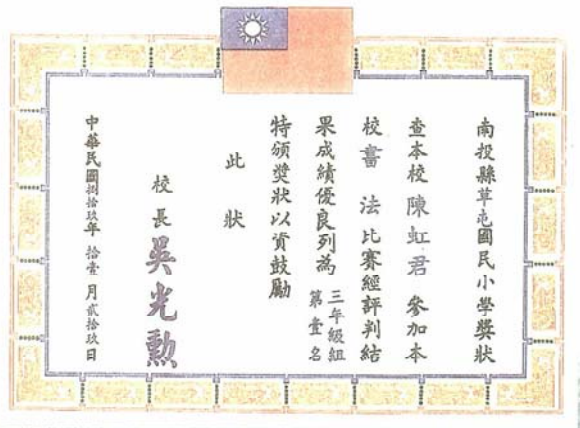 南投縣草屯國民小學獎狀
查本校陳虹君參加本
校書法比賽經評判結
果成績優良列為三年級組
第壹名
特頒獎狀以資鼓勵
此狀
校長吳光勲
中華民國捌拾玖年拾壹月貳拾玖日